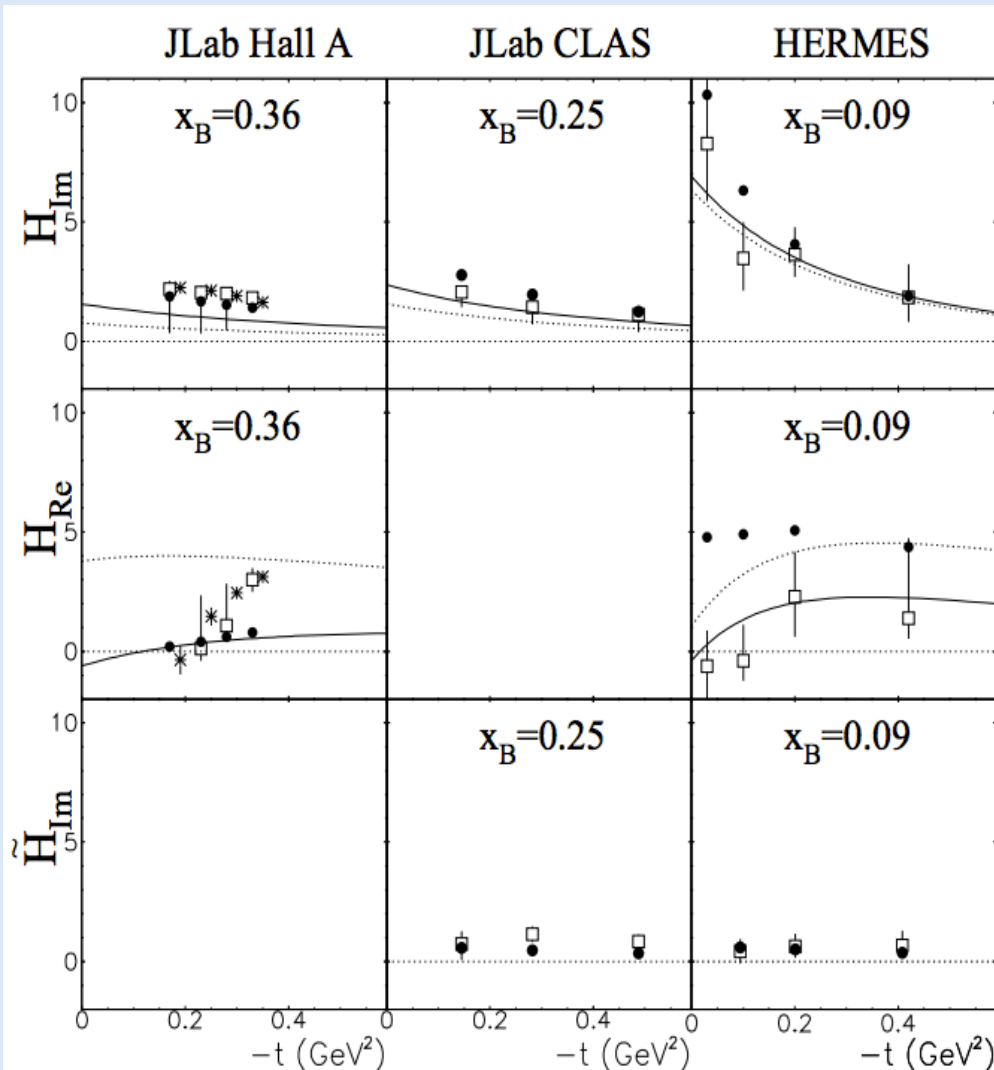 JLab Hall A JLab CLAS HERMES
10 x_B=0.36 x_B=0.25 x_B=0.09
H_Im
5
0
10 x_B=0.36 x_B=0.09
H_Re
5
0
10 x_B=0.25 x_B=0.09
H̃_Im
5
0
0 0.2 0.4 0 0.2 0.4 0 0.2 0.4
−t (GeV²) −t (GeV²) −t (GeV²)